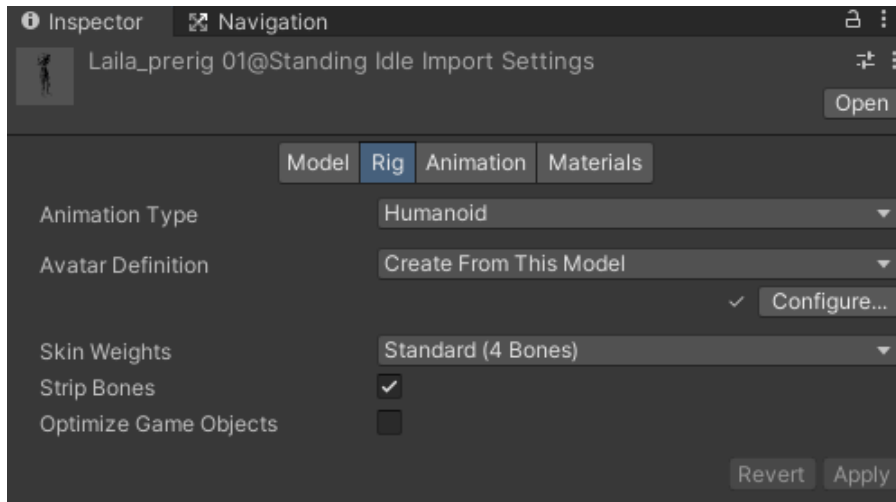 Inspector Navigation
Laila_prerig 01@Standing Idle Import Settings
Open
Model Rig Animation Materials
Animation Type Humanoid
Avatar Definition Create From This Model
Configure...
Skin Weights Standard (4 Bones)
Strip Bones
Optimize Game Objects
Revert Apply